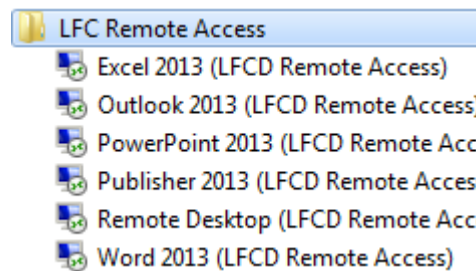 LFC Remote Access
Excel 2013 (LFCD Remote Access)
Outlook 2013 (LFCD Remote Access)
PowerPoint 2013 (LFCD Remote Acc
Publisher 2013 (LFCD Remote Acces
Remote Desktop (LFCD Remote Acc
Word 2013 (LFCD Remote Access)